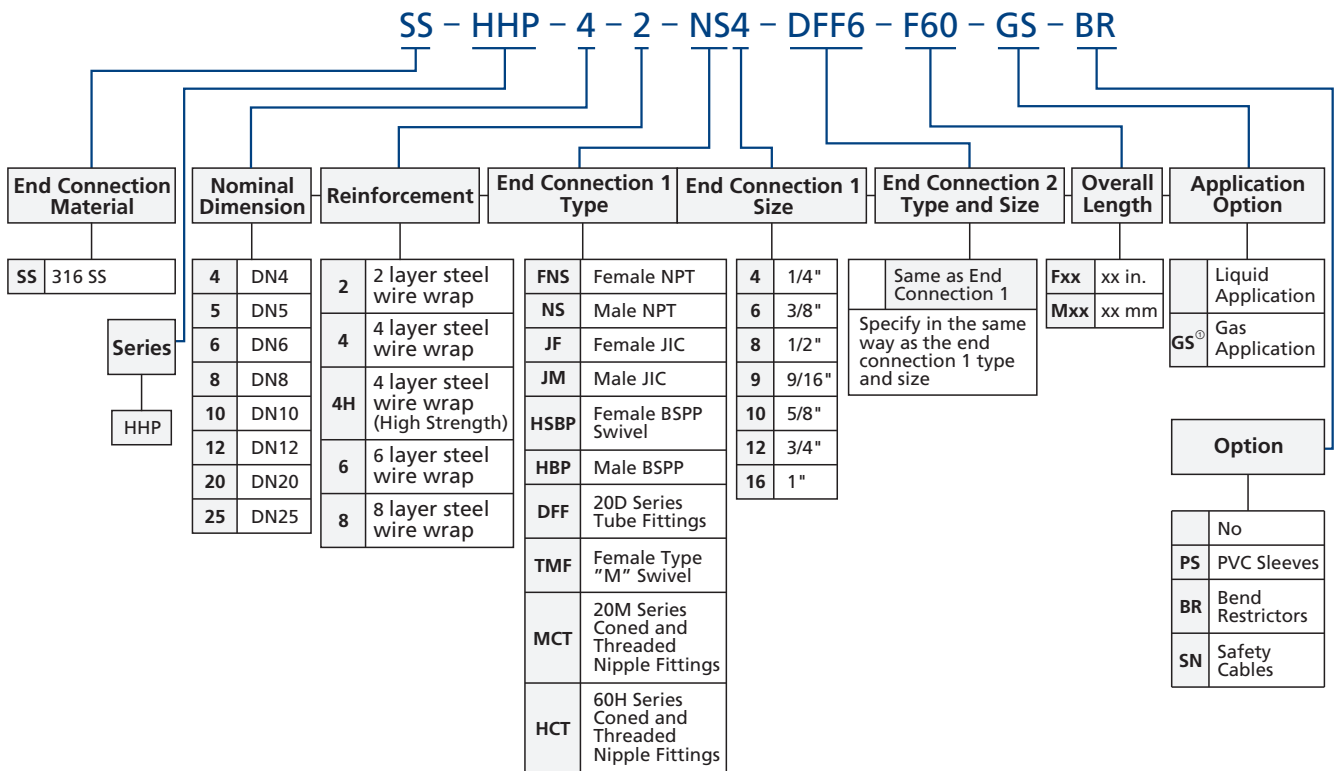 SS – HHP – 4 – 2 – NS4 – DFF6 – F60 – GS – BR
End Connection
Material
SS 316 SS
Series
HHP
Nominal
Dimension
4 DN4
5 DN5
6 DN6
8 DN8
10 DN10
12 DN12
20 DN20
25 DN25
Reinforcement
2 2 layer steel
wire wrap
4 4 layer steel
wire wrap
4H 4 layer steel
wire wrap
(High Strength)
6 6 layer steel
wire wrap
8 8 layer steel
wire wrap
End Connection 1
Type
FNS Female NPT
NS Male NPT
JF Female JIC
JM Male JIC
HSBP Female BSPP
Swivel
HBP Male BSPP
DFF 20D Series
Tube Fittings
TMF Female Type
”M” Swivel
MCT 20M Series
Coned and
Threaded
Nipple Fittings
HCT 60H Series
Coned and
Threaded
Nipple Fittings
End Connection 1
Size
4 1/4"
6 3/8"
8 1/2"
9 9/16"
10 5/8"
12 3/4"
16 1"
End Connection 2
Type and Size
Same as End
Connection 1
Specify in the same
way as the end
connection 1 type
and size
Overall
Length
Fxx xx in.
Mxx xx mm
Application
Option
Liquid
Application
GS① Gas
Application
Option
No
PS PVC Sleeves
BR Bend
Restrictors
SN Safety
Cables